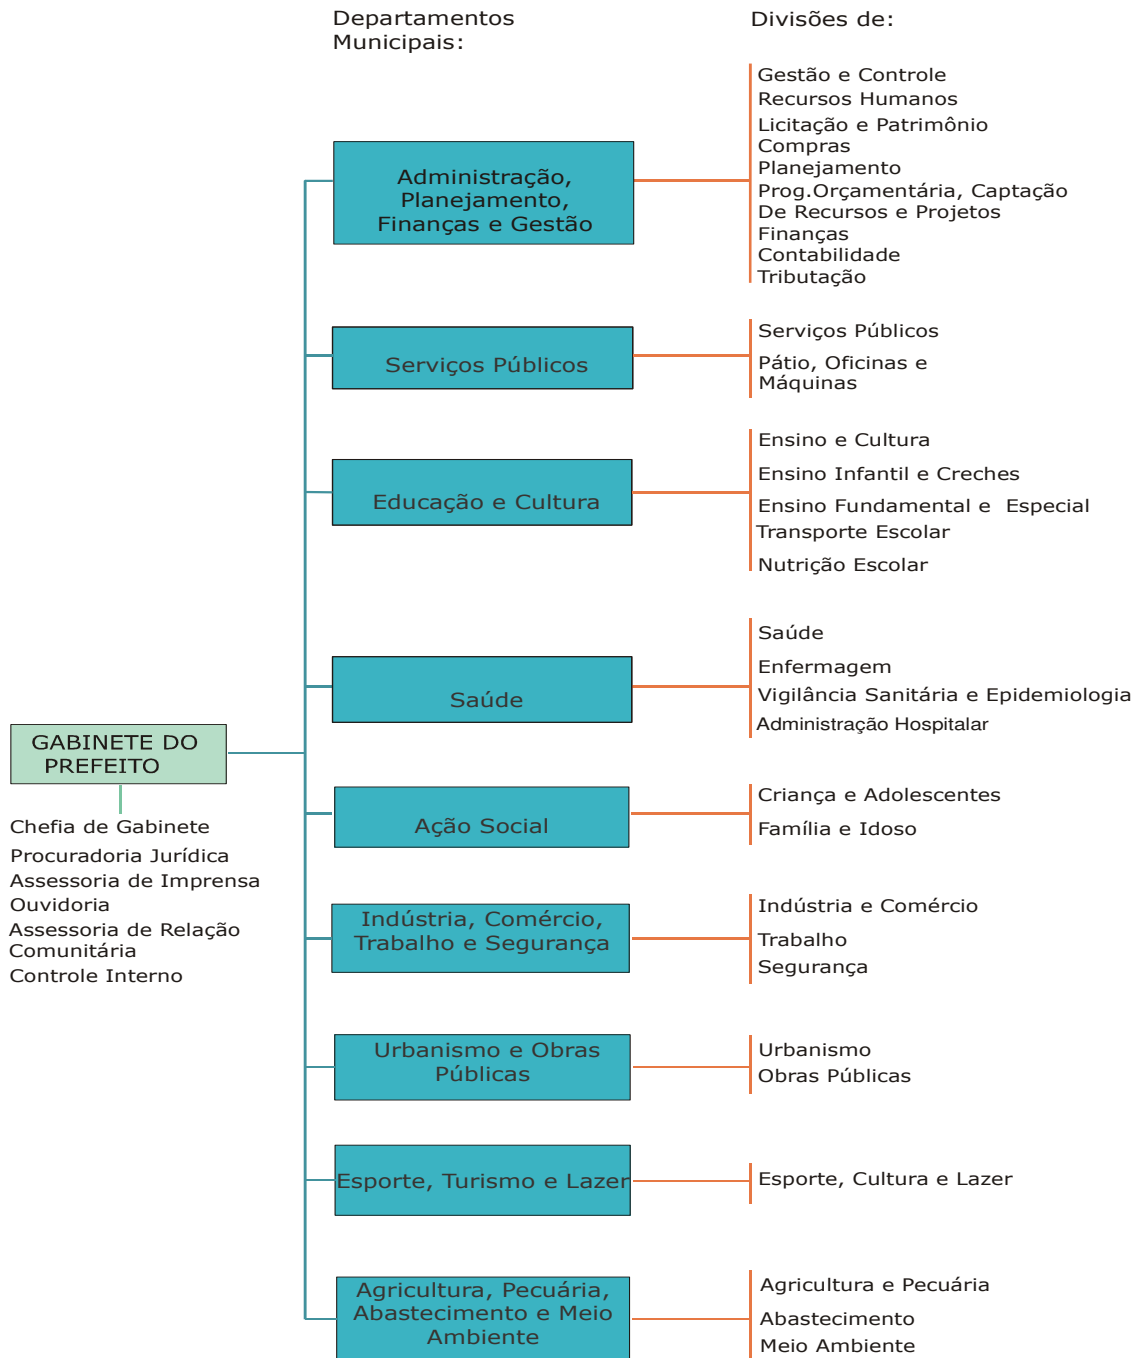 Departamentos
Municipais:
Divisões de:
Administração,
Planejamento,
Finanças e Gestão
Gestão e Controle
Recursos Humanos
Licitação e Patrimônio
Compras
Planejamento
Prog.Orçamentária, Captação
De Recursos e Projetos
Finanças
Contabilidade
Tributação
Serviços Públicos
Serviços Públicos
Pátio, Oficinas e
Máquinas
Educação e Cultura
Ensino e Cultura
Ensino Infantil e Creches
Ensino Fundamental e  Especial
Transporte Escolar
Nutrição Escolar
Saúde
Saúde
Enfermagem
Vigilância Sanitária e Epidemiologia
Administração Hospitalar
GABINETE DO
PREFEITO
Chefia de Gabinete
Procuradoria Jurídica
Assessoria de Imprensa
Ouvidoria
Assessoria de Relação
Comunitária
Controle Interno
Ação Social
Criança e Adolescentes
Família e Idoso
Indústria, Comércio,
Trabalho e Segurança
Indústria e Comércio
Trabalho
Segurança
Urbanismo e Obras
Públicas
Urbanismo
Obras Públicas
Esporte, Turismo e Lazer
Esporte, Cultura e Lazer
Agricultura, Pecuária,
Abastecimento e Meio
Ambiente
Agricultura e Pecuária
Abastecimento
Meio Ambiente